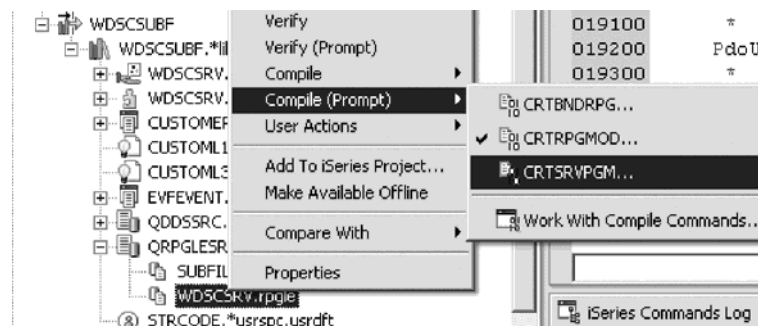 WDSCSUBF
WDSCSUBF.*li
WDSCSRV.
WDSCSRV.
CUSTOMER
CUSTOML1
CUSTOML3
EVFEVENT.
QDDSSRC.
QRPGLESR
SUBFIL
WDSCSRV.rpgle
STRCODE.*usrspc.usrdft
Verify
Verify (Prompt)
Compile
Compile (Prompt)
User Actions
Add To iSeries Project...
Make Available Offline
Compare With
Properties
CRTBNDRPG...
CRTRPGMOD...
CRTSRVPGM...
Work With Compile Commands...
019100 *
019200 PdoU
019300 *
iSeries Commands Log